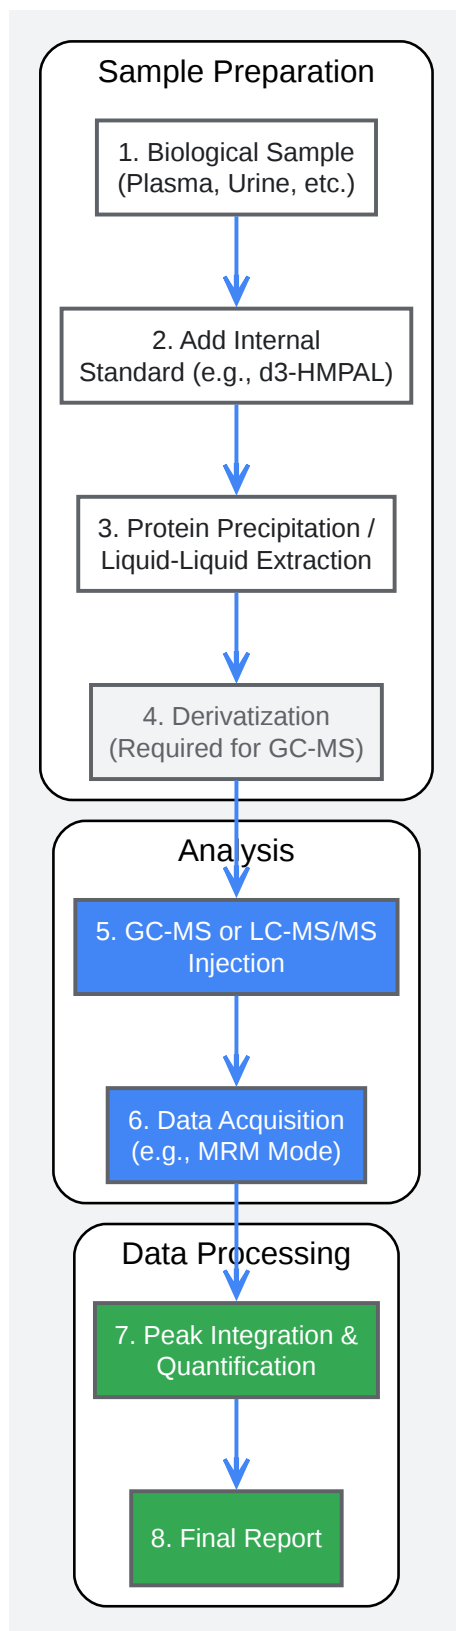 Sample Preparation
1. Biological Sample
(Plasma, Urine, etc.)
2. Add Internal
Standard (e.g., d3-HMPAL)
3. Protein Precipitation /
Liquid-Liquid Extraction
4. Derivatization
(Required for GC-MS)
Analysis
5. GC-MS or LC-MS/MS
Injection
6. Data Acquisition
(e.g., MRM Mode)
Data Processing
7. Peak Integration &
Quantification
8. Final Report